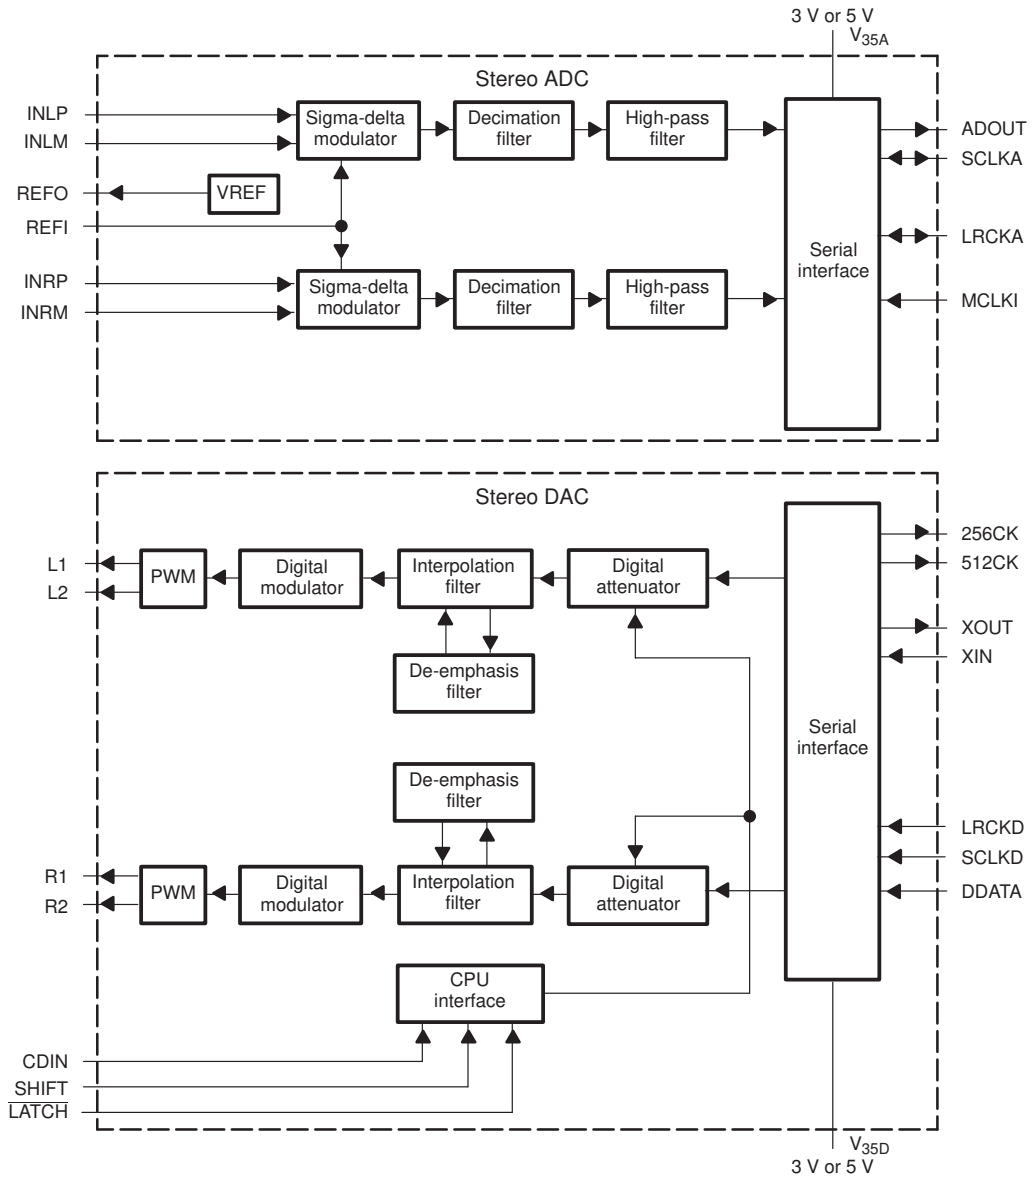 3 V or 5 V
V35A
Stereo ADC
INLP
INLM
REFO
REFI
INRP
INRM
Sigma-delta
modulator
Decimation
filter
High-pass
filter
VREF
Sigma-delta
modulator
Decimation
filter
High-pass
filter
Serial
interface
ADOUT
SCLKA
LRCKA
MCLKI
Stereo DAC
L1
L2
PWM
Digital
modulator
Interpolation
filter
Digital
attenuator
De-emphasis
filter
256CK
512CK
XOUT
XIN
Serial
interface
De-emphasis
filter
R1
R2
PWM
Digital
modulator
Interpolation
filter
Digital
attenuator
LRCKD
SCLKD
DDATA
CPU
interface
CDIN
SHIFT
LATCH
V35D
3 V or 5 V